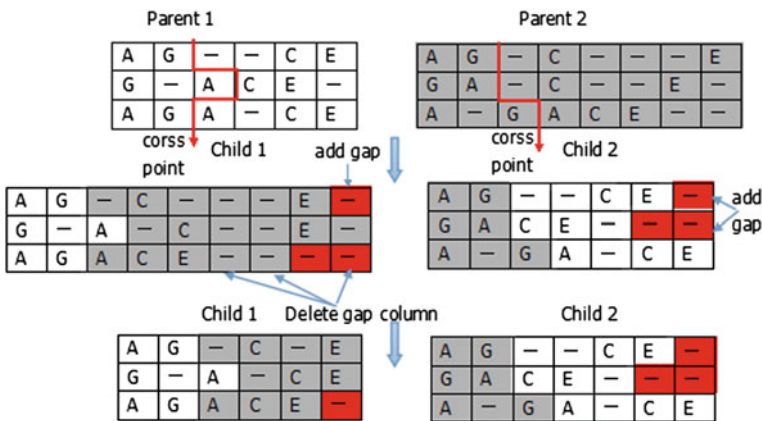 Parent 1 Parent 2
A G – – C E
G – A C E –
A G A – C E
A G – C – – – E
G A – C – – E –
A – G A C E – –
corss
point
Child 1
add gap
corss
point
Child 2
A G – C – – – E –
G – A – C – – E –
A G A C E – – – –
A G – – C E –
G A C E – – –
A – G A – C E
add
gap
Child 1 Delete gap column Child 2
A G – C – E
G – A – C E
A G A C E –
A G – – C E –
G A C E – – –
A – G A – C E